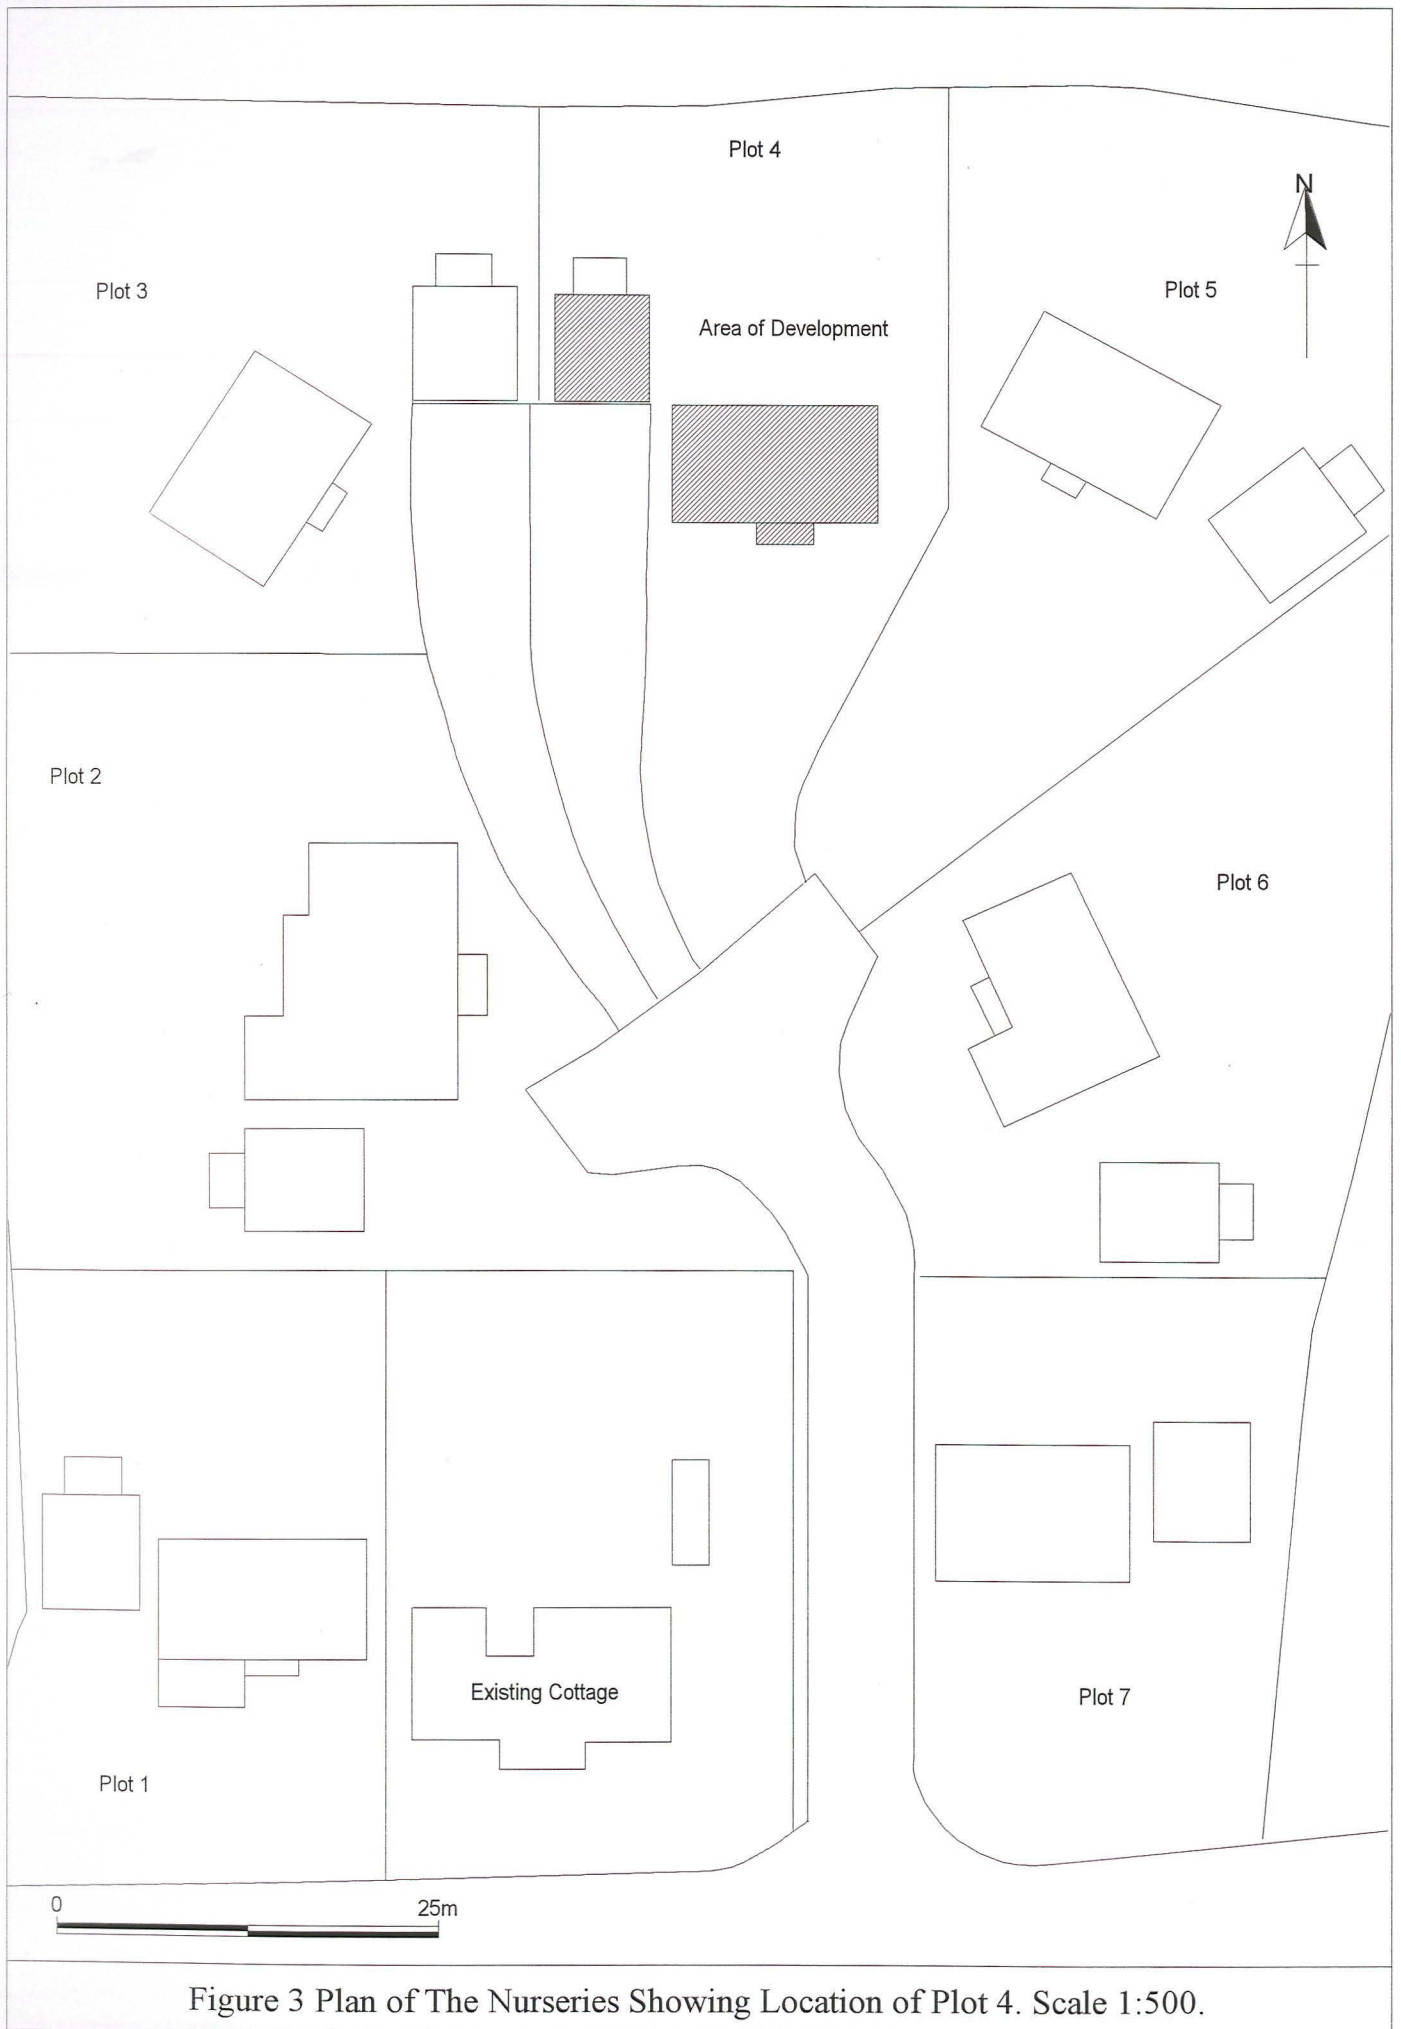 Plot 4
N
Plot 3
Plot 5
Area of Development
Plot 2
Plot 6
Existing Cottage
Plot 7
Plot 1
0
25m
Figure 3 Plan of The Nurseries Showing Location of Plot 4. Scale 1:500.